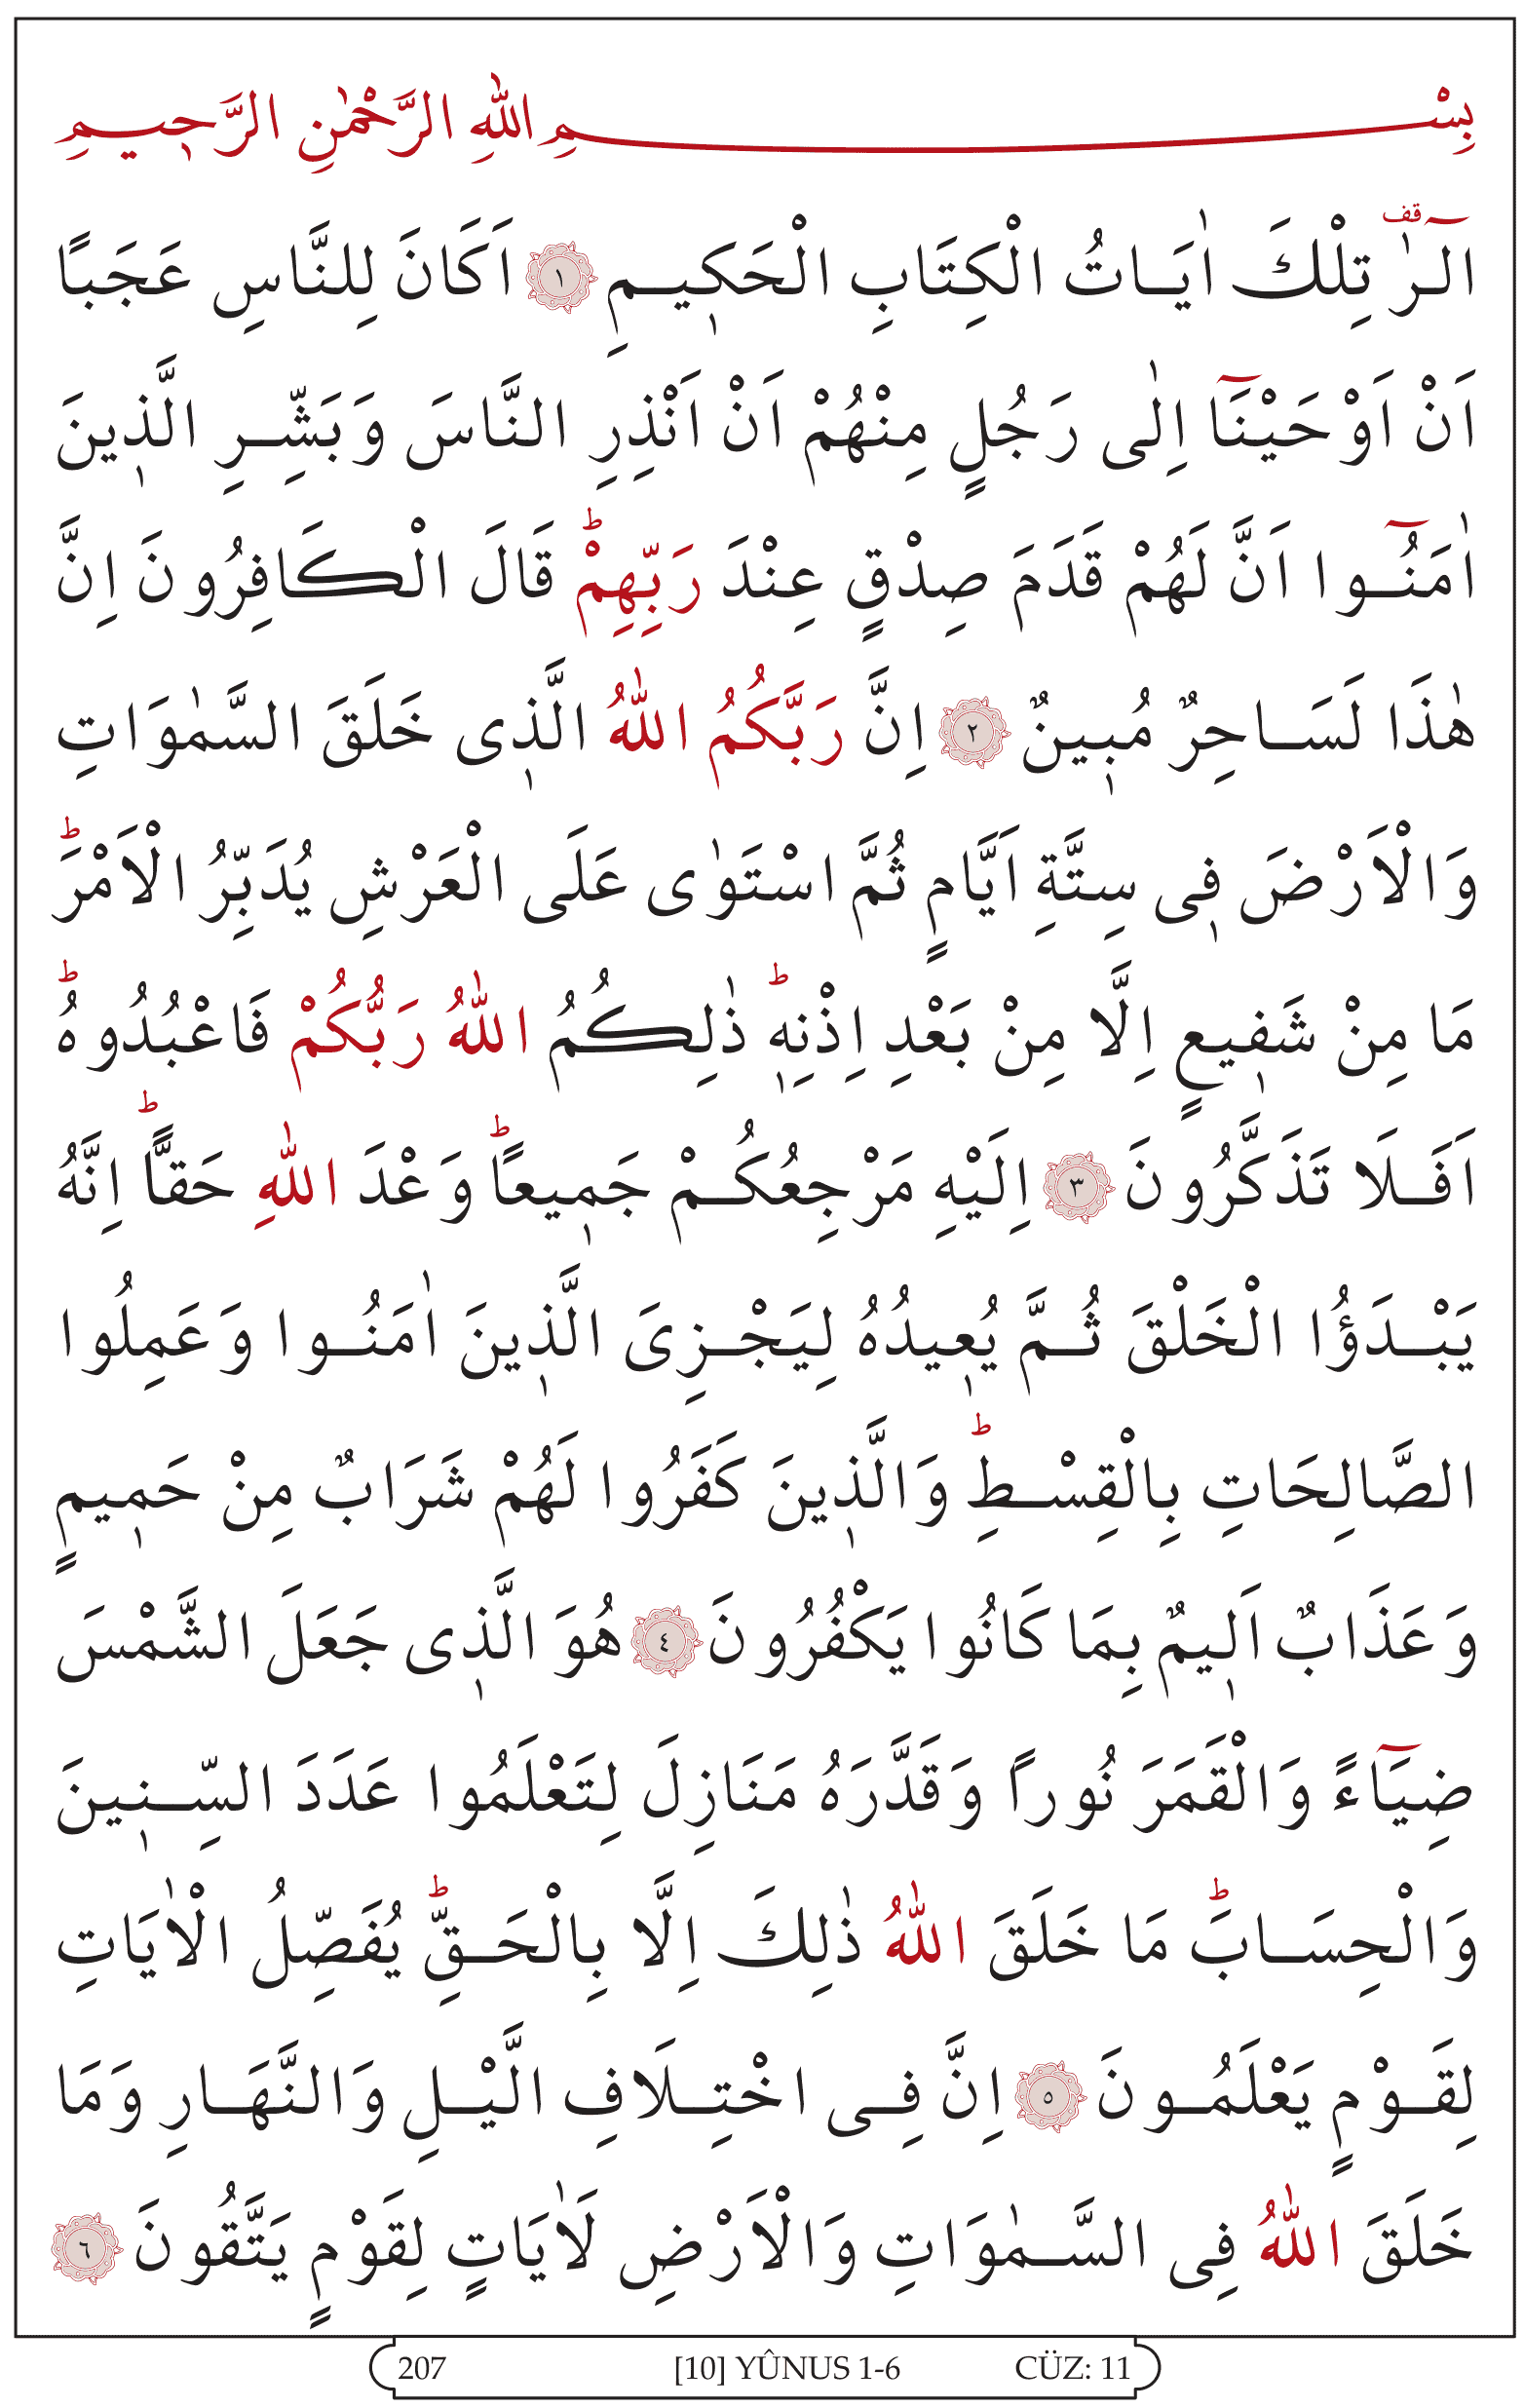 بِسْمِ اللّٰهِ الرَّحْمٰنِ الرَّحٖيمِ
الٓرٰ ࣞ تِلْكَ اٰيَاتُ الْكِتَابِ الْحَكٖيمِ ١ اَكَانَ لِلنَّاسِ عَجَبًا
اَنْ اَوْحَيْنَٓا اِلٰى رَجُلٍ مِنْهُمْ اَنْ اَنْذِرِ النَّاسَ وَبَشِّرِ الَّذٖينَ
اٰمَنُٓوا اَنَّ لَهُمْ قَدَمَ صِدْقٍ عِنْدَ رَبِّهِمْؕ قَالَ الْكَافِرُونَ اِنَّ
هٰذَا لَسَاحِرٌ مُبٖينٌ ٢ اِنَّ رَبَّكُمُ اللّٰهُ الَّذٖى خَلَقَ السَّمٰوَاتِ
وَالْاَرْضَ فٖى سِتَّةِ اَيَّامٍ ثُمَّ اسْتَوٰى عَلَى الْعَرْشِ يُدَبِّرُ الْاَمْرَؕ
مَا مِنْ شَفٖيعٍ اِلَّا مِنْ بَعْدِ اِذْنِهٖؕ ذٰلِكُمُ اللّٰهُ رَبُّكُمْ فَاعْبُدُوهُؕ
اَفَلَا تَذَكَّرُونَ ٣ اِلَيْهِ مَرْجِعُكُمْ جَمٖيعًاؕ وَعْدَ اللّٰهِ حَقًّاؕ اِنَّهُ
يَبْدَؤُا الْخَلْقَ ثُمَّ يُعٖيدُهُ لِيَجْزِىَ الَّذٖينَ اٰمَنُوا وَعَمِلُوا
الصَّالِحَاتِ بِالْقِسْطِؕ وَالَّذٖينَ كَفَرُوا لَهُمْ شَرَابٌ مِنْ حَمٖيمٍ
وَعَذَابٌ اَلٖيمٌ بِمَا كَانُوا يَكْفُرُونَ ٤ هُوَ الَّذٖى جَعَلَ الشَّمْسَ
ضِيَٓاءً وَالْقَمَرَ نُورًا وَقَدَّرَهُ مَنَازِلَ لِتَعْلَمُوا عَدَدَ السِّنٖينَ
وَالْحِسَابَؕ مَا خَلَقَ اللّٰهُ ذٰلِكَ اِلَّا بِالْحَقِّؕ يُفَصِّلُ الْاٰيَاتِ
لِقَوْمٍ يَعْلَمُونَ ٥ اِنَّ فِى اخْتِلَافِ الَّيْلِ وَالنَّهَارِ وَمَا
خَلَقَ اللّٰهُ فِى السَّمٰوَاتِ وَالْاَرْضِ لَاٰيَاتٍ لِقَوْمٍ يَتَّقُونَ ٦
207 [10] YÛNUS 1-6 CÜZ: 11